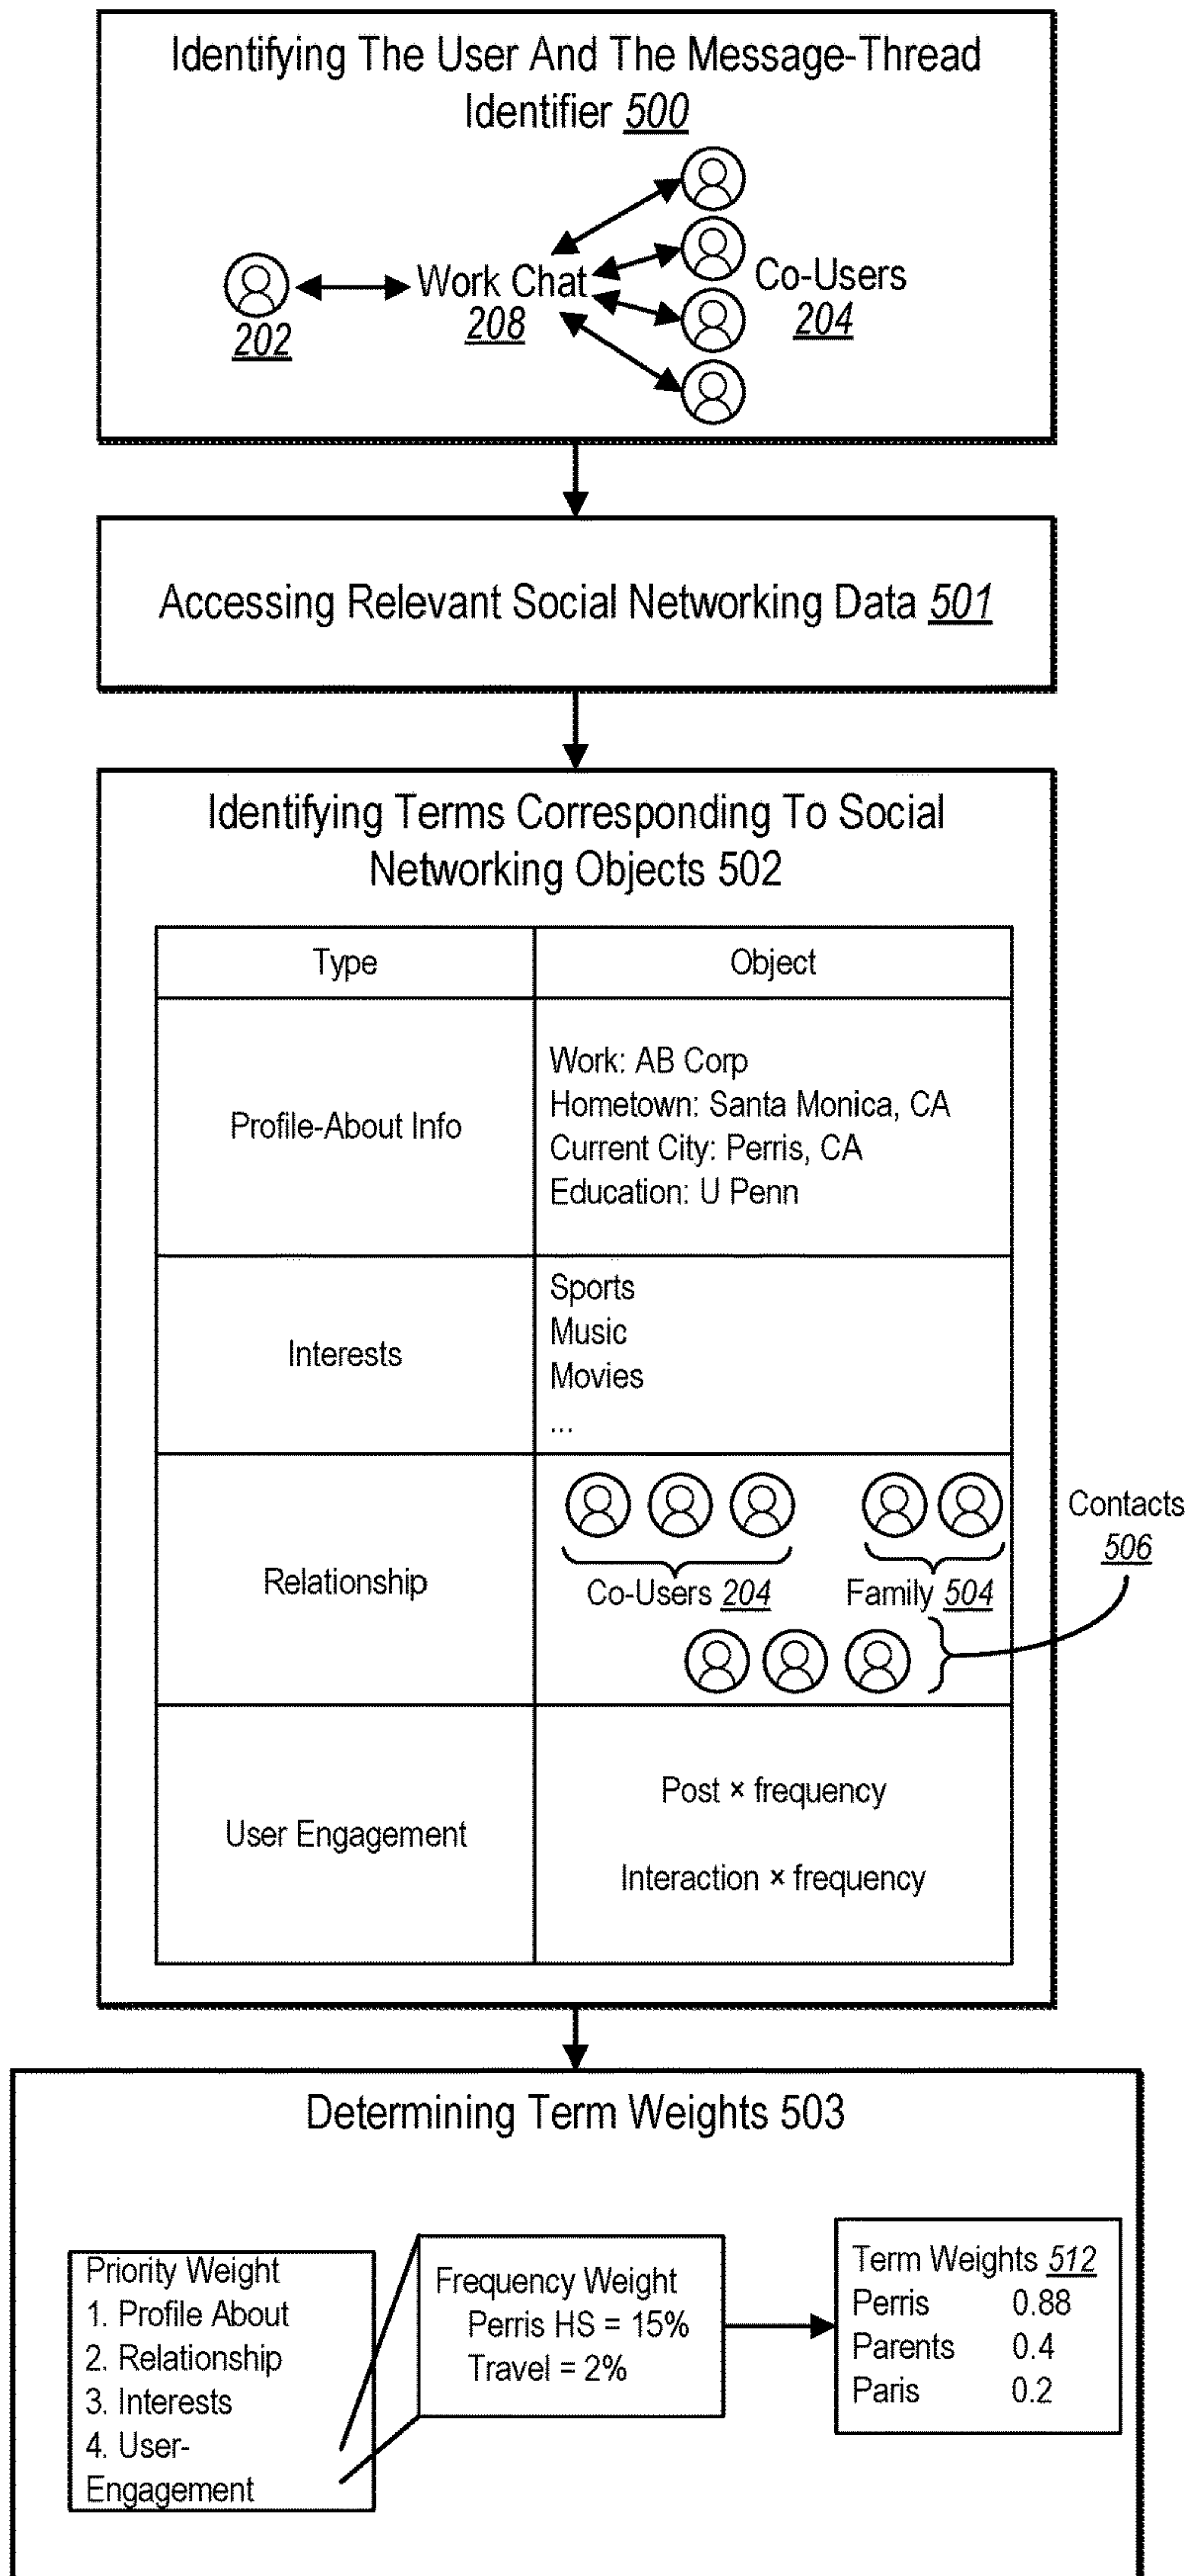 Identifying The User And The Message-Thread
Identifier 500
202
Work Chat
208
Co-Users
204
Accessing Relevant Social Networking Data 501
Identifying Terms Corresponding To Social
Networking Objects 502
Type
Object
Profile-About Info
Work: AB Corp
Hometown: Santa Monica, CA
Current City: Perris, CA
Education: U Penn
Interests
Sports
Music
Movies
...
Relationship
Co-Users 204
Family 504
Contacts
506
User Engagement
Post × frequency
Interaction × frequency
Determining Term Weights 503
Priority Weight
1. Profile About
2. Relationship
3. Interests
4. User-
Engagement
Frequency Weight
Perris HS = 15%
Travel = 2%
Term Weights 512
Perris 0.88
Parents 0.4
Paris 0.2